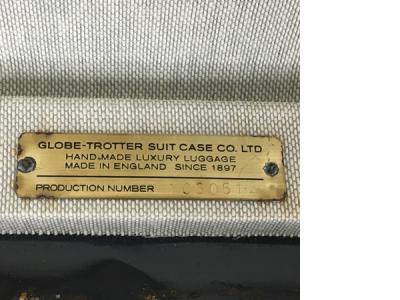 GLOBE-TROTTER SUIT CASE CO. LTD
HAND MADE LUXURY LUGGAGE
MADE IN ENGLAND SINCE 1897
PRODUCTION NUMBER